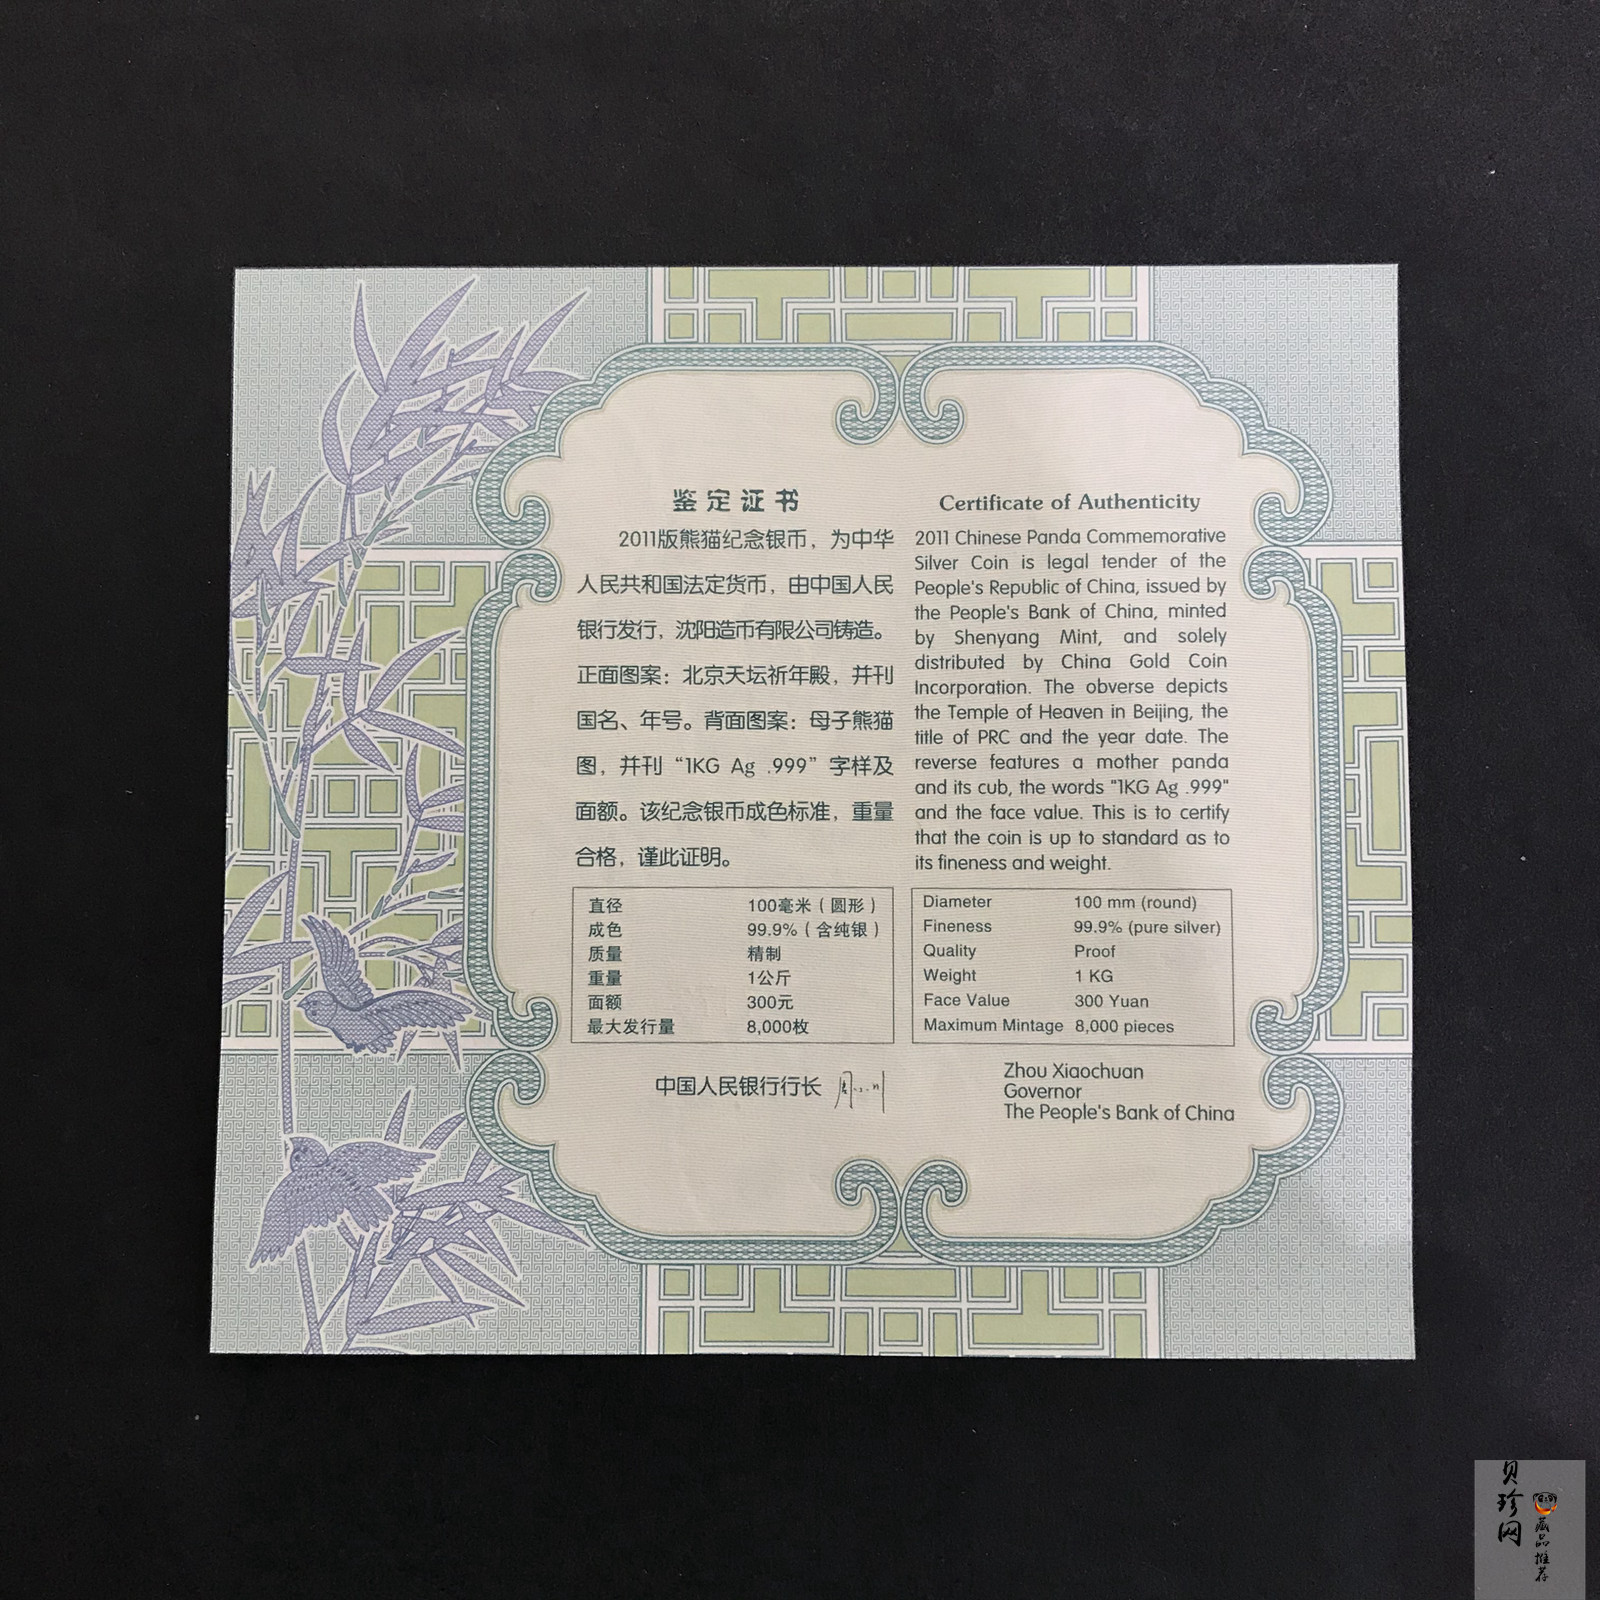 鉴定证书
2011版熊猫纪念银币，为中华
人民共和国法定货币，由中国人民
银行发行，沈阳造币有限公司铸造。
正面图案：北京天坛祈年殿，并刊
国名、年号。背面图案：母子熊猫
图，并刊“1KG Ag .999”字样及
面额。该纪念银币成色标准，重量
合格，谨此证明。
直径 100毫米（圆形）
成色 99.9%（含纯银）
质量 精制
重量 1公斤
面额 300元
最大发行量 8,000枚
中国人民银行行长
Certificate of Authenticity
2011 Chinese Panda Commemorative
Silver Coin is legal tender of the
People's Republic of China, issued by
the People's Bank of China, minted
by Shenyang Mint, and solely
distributed by China Gold Coin
Incorporation. The obverse depicts
the Temple of Heaven in Beijing, the
title of PRC and the year date. The
reverse features a mother panda
and its cub, the words "1KG Ag .999"
and the face value. This is to certify
that the coin is up to standard as to
its fineness and weight.
Diameter 100 mm (round)
Fineness 99.9% (pure silver)
Quality Proof
Weight 1 KG
Face Value 300 Yuan
Maximum Mintage 8,000 pieces
Zhou Xiaochuan
Governor
The People's Bank of China
贝珍网
藏品推荐